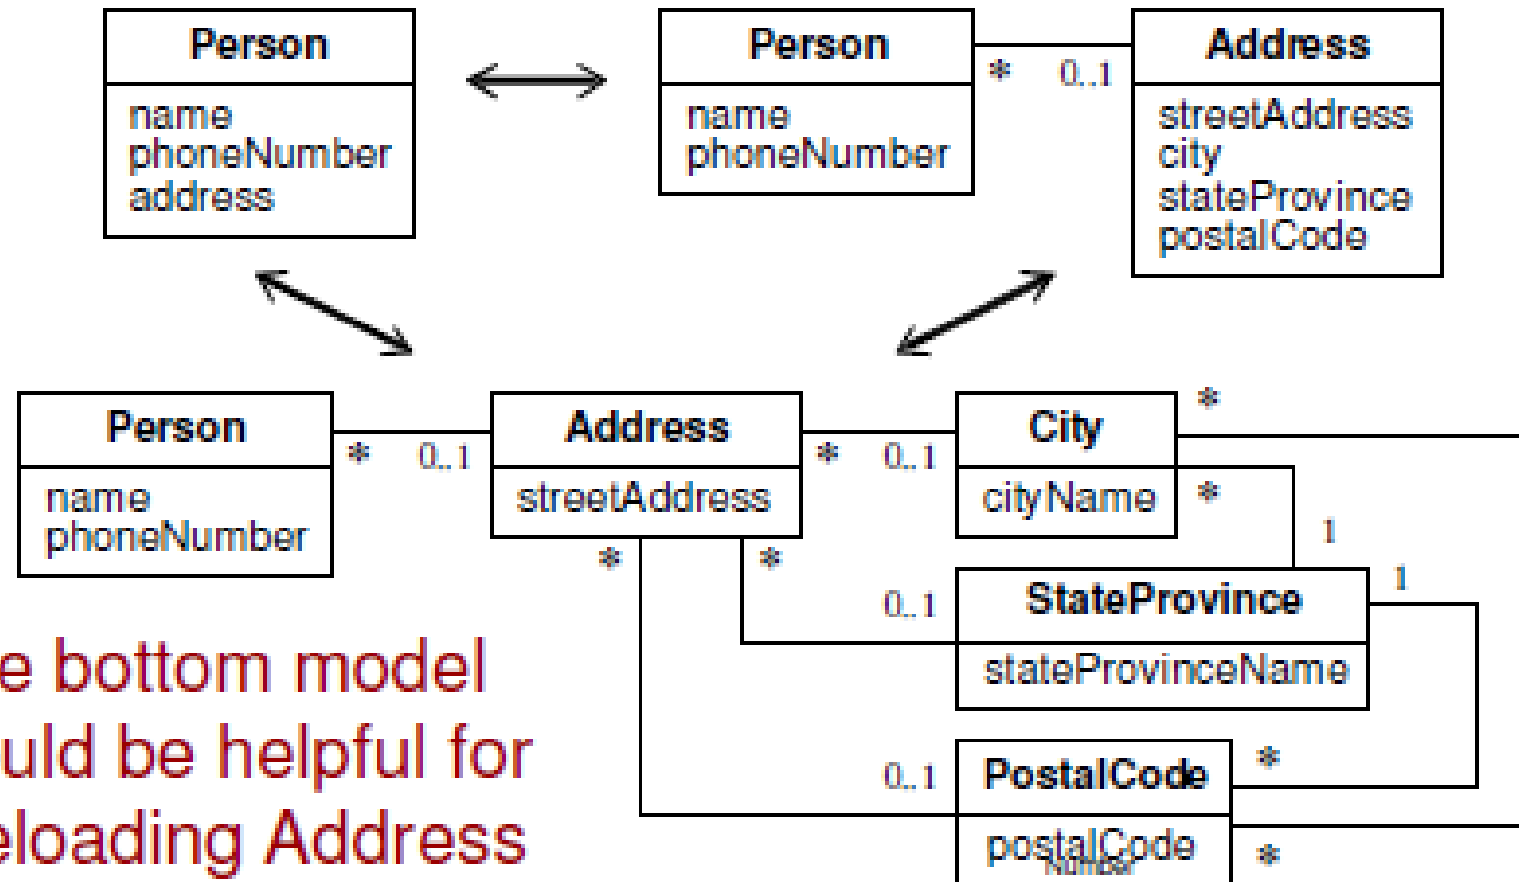 Person
name
phoneNumber
address
Person
name
phoneNumber
* 0..1
Address
streetAddress
city
stateProvince
postalCode
Person
name
phoneNumber
* 0..1
Address
streetAddress
* 0..1
City
cityName
*
*
1
* *
0..1
StateProvince
stateProvinceName
1
0..1
PostalCode
postalCode
Number
*
*
e bottom model
uld be helpful for
eloading Address